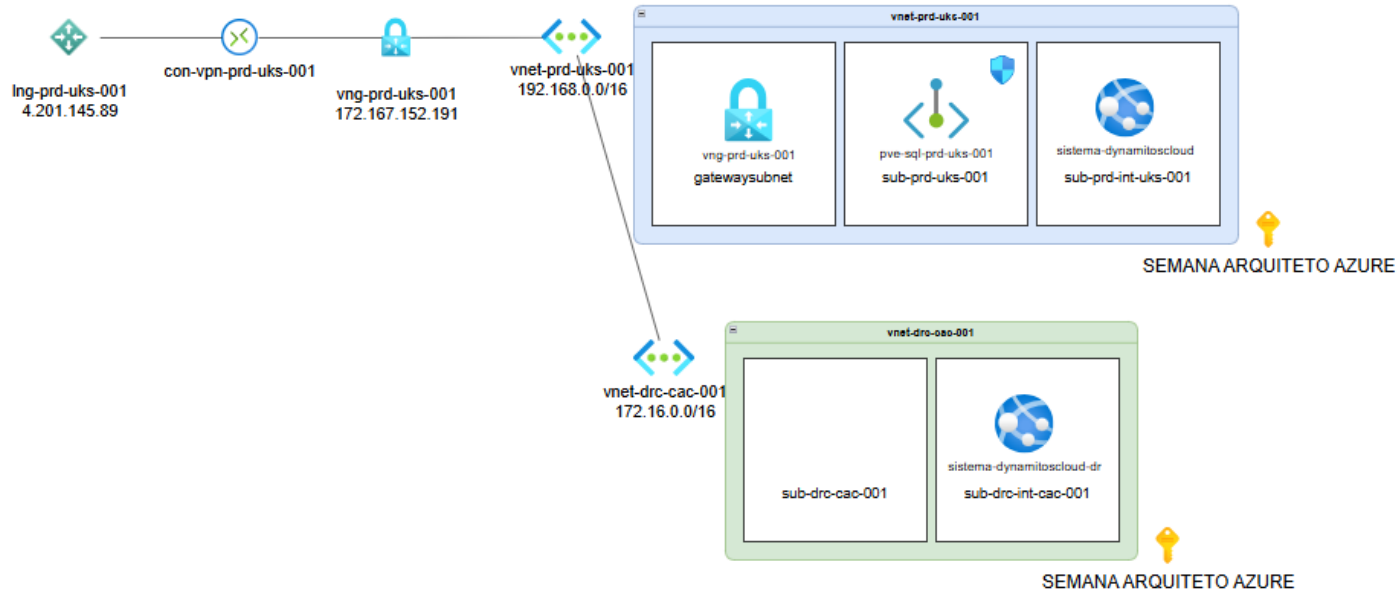 lng-prd-uks-001
4.201.145.89
con-vpn-prd-uks-001
vng-prd-uks-001
172.167.152.191
vnet-prd-uks-001
192.168.0.0/16
vnet-prd-uks-001
vng-prd-uks-001
gatewaysubnet
pve-sql-prd-uks-001
sub-prd-uks-001
sistema-dynamitoscloud
sub-prd-int-uks-001
SEMANA ARQUITETO AZURE
vnet-drc-cac-001
172.16.0.0/16
vnet-drc-cac-001
sub-drc-cac-001
sistema-dynamitoscloud-dr
sub-drc-int-cac-001
SEMANA ARQUITETO AZURE